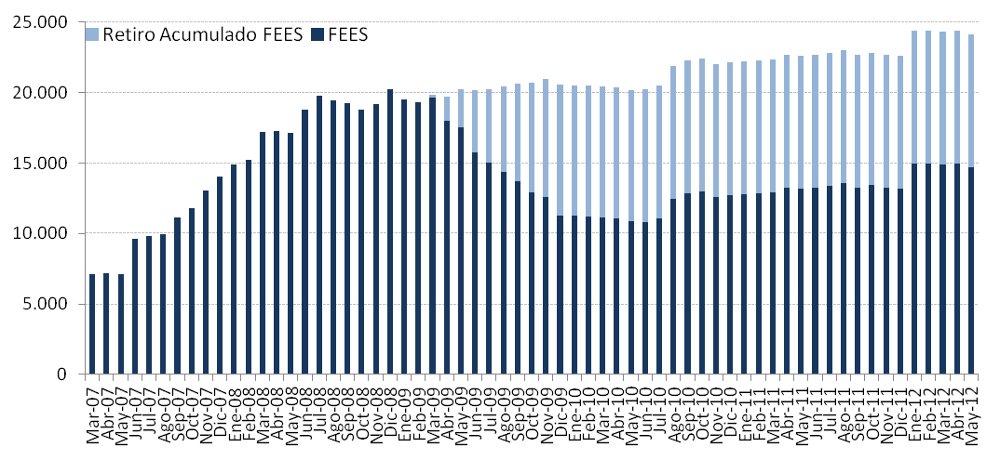 25.000
Retiro Acumulado FEES
FEES
20.000
15.000
10.000
5.000
0
Mar-07
Abr-07
May-07
Jun-07
Jul-07
Ago-07
Sep-07
Oct-07
Nov-07
Dic-07
Ene-08
Feb-08
Mar-08
Abr-08
May-08
Jun-08
Jul-08
Ago-08
Sep-08
Oct-08
Nov-08
Dic-08
Ene-09
Feb-09
Mar-09
Abr-09
May-09
Jun-09
Jul-09
Ago-09
Sep-09
Oct-09
Nov-09
Dic-09
Ene-10
Feb-10
Mar-10
Abr-10
May-10
Jun-10
Jul-10
Ago-10
Sep-10
Oct-10
Nov-10
Dic-10
Ene-11
Feb-11
Mar-11
Abr-11
May-11
Jun-11
Jul-11
Ago-11
Sep-11
Oct-11
Nov-11
Dic-11
Ene-12
Feb-12
Mar-12
Abr-12
May-12